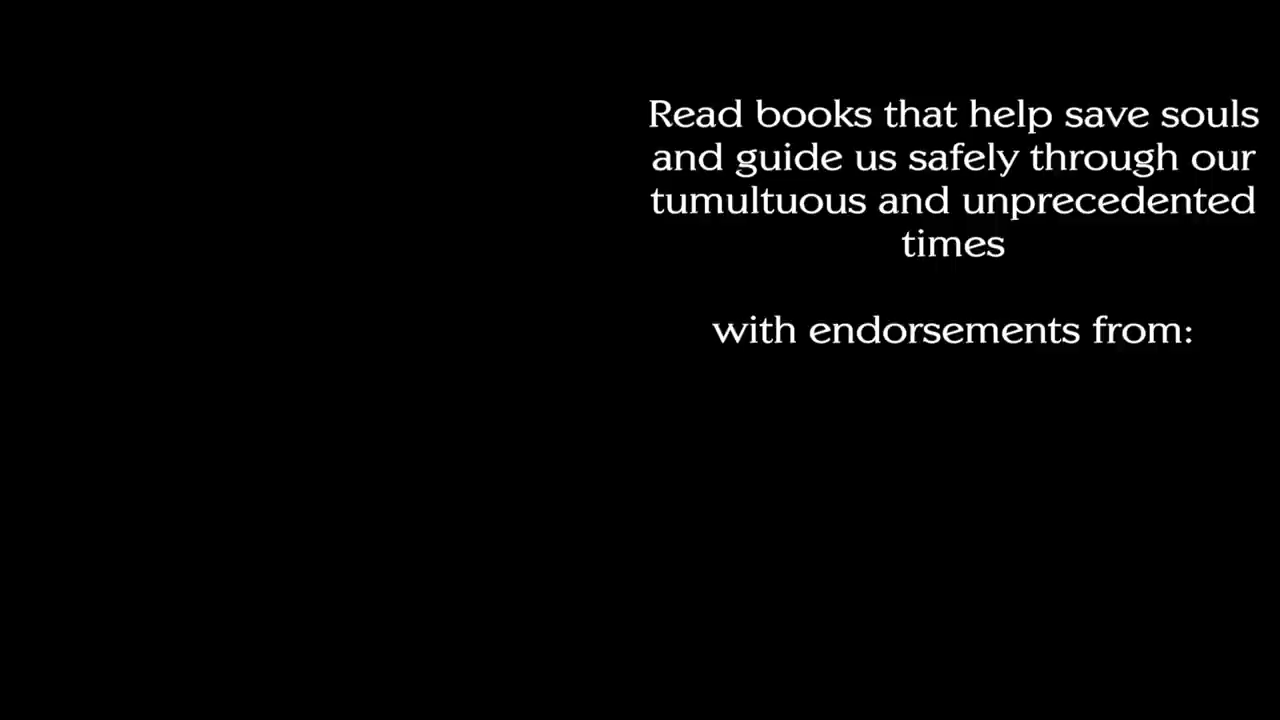 Read books that help save souls
and guide us safely through our
tumultuous and unprecedented
times
with endorsements from: